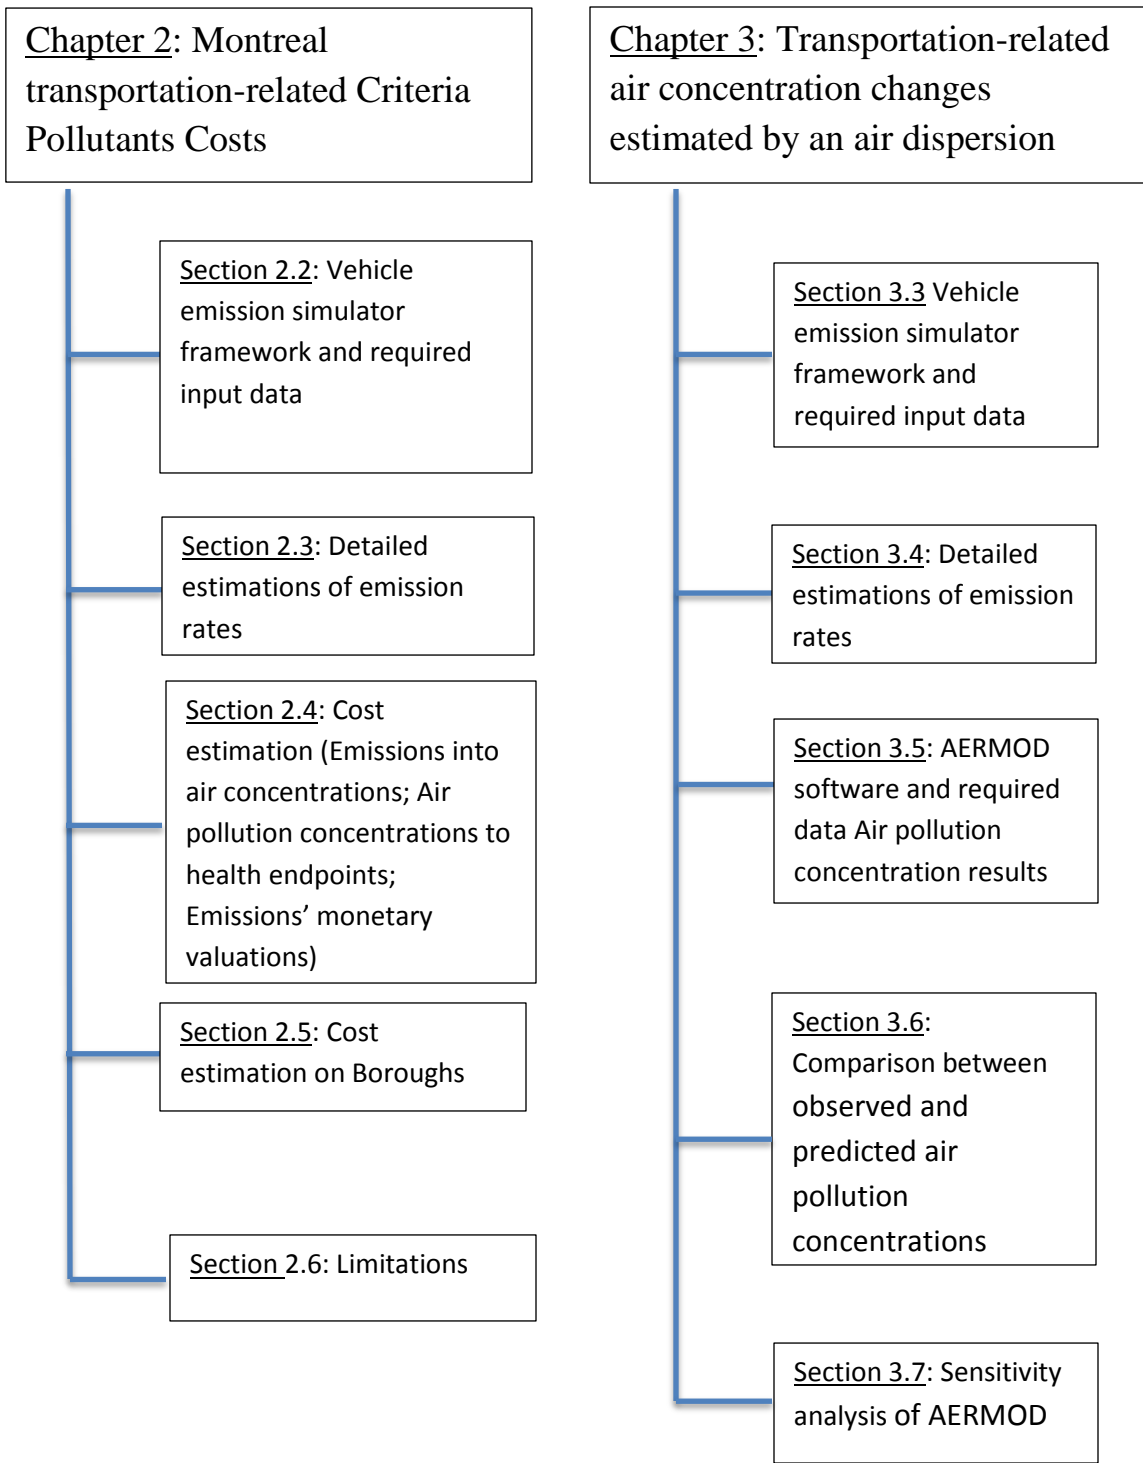 Chapter 2: Montreal
transportation-related Criteria
Pollutants Costs
Section 2.2: Vehicle
emission simulator
framework and required
input data
Section 2.3: Detailed
estimations of emission
rates
Section 2.4: Cost
estimation (Emissions into
air concentrations; Air
pollution concentrations to
health endpoints;
Emissions’ monetary
valuations)
Section 2.5: Cost
estimation on Boroughs
Section 2.6: Limitations
Chapter 3: Transportation-related
air concentration changes
estimated by an air dispersion
Section 3.3 Vehicle
emission simulator
framework and
required input data
Section 3.4: Detailed
estimations of emission
rates
Section 3.5: AERMOD
software and required
data Air pollution
concentration results
Section 3.6:
Comparison between
observed and
predicted air
pollution
concentrations
Section 3.7: Sensitivity
analysis of AERMOD